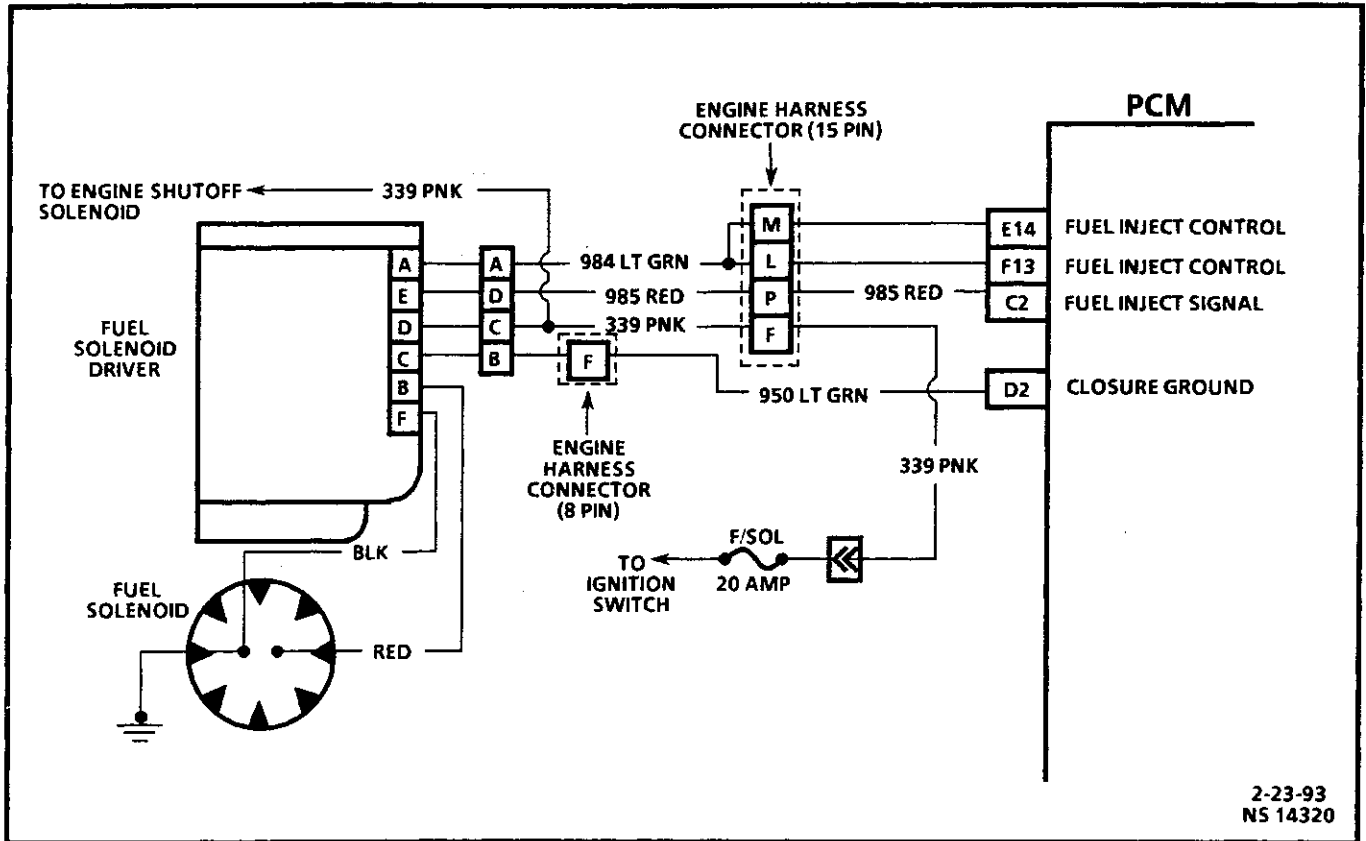 PCM
ENGINE HARNESS
CONNECTOR (15 PIN)
TO ENGINE SHUTOFF
SOLENOID
339 PNK
M
L
P
F
E14
FUEL INJECT CONTROL
F13
FUEL INJECT CONTROL
C2
FUEL INJECT SIGNAL
D2
CLOSURE GROUND
FUEL
SOLENOID
DRIVER
A
E
D
C
B
F
A
D
C
B
984 LT GRN
985 RED
985 RED
339 PNK
F
950 LT GRN
ENGINE
HARNESS
CONNECTOR
(8 PIN)
339 PNK
F/SOL
20 AMP
TO
IGNITION
SWITCH
BLK
FUEL
SOLENOID
RED
2-23-93
NS 14320